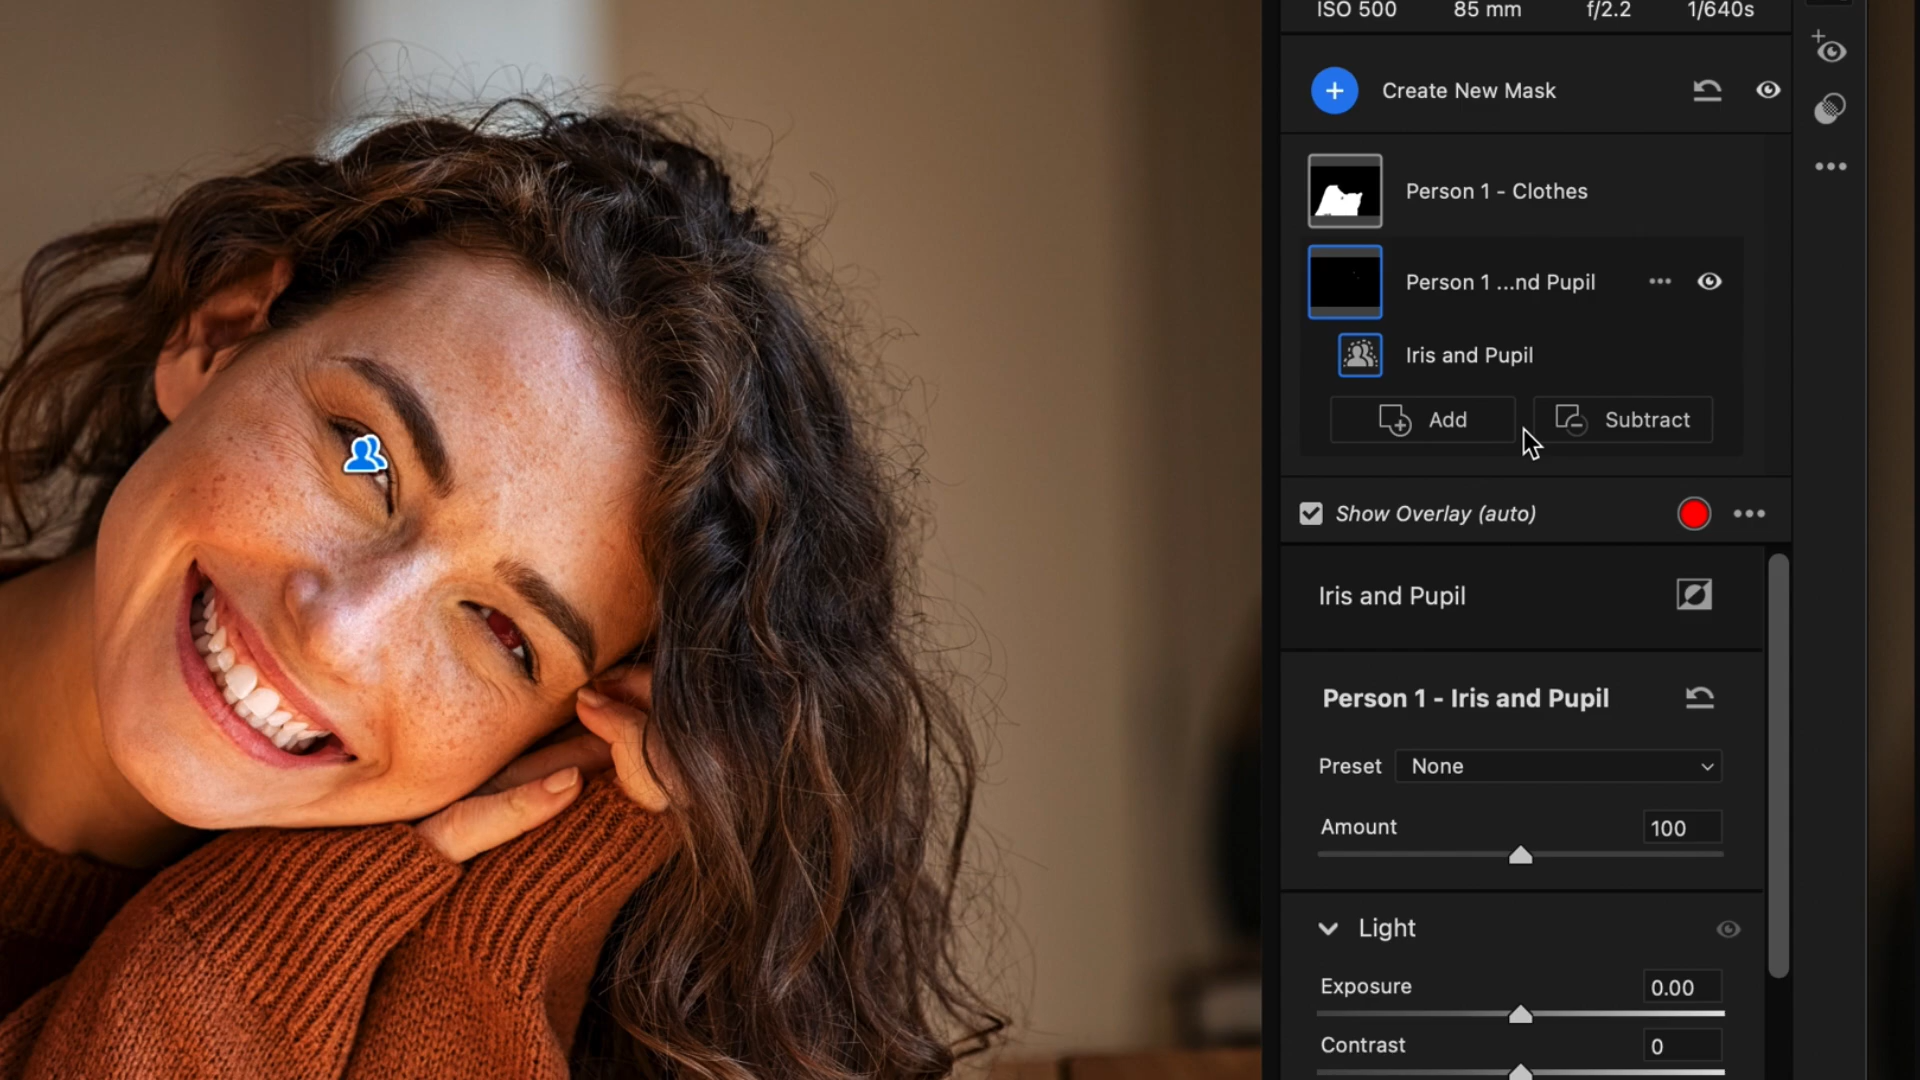 ISO 500 85 mm f/2.2 1/640s
Create New Mask
Person 1 - Clothes
Person 1 ...nd Pupil
Iris and Pupil
Add Subtract
Show Overlay (auto)
Iris and Pupil
Person 1 - Iris and Pupil
Preset None
Amount 100
Light
Exposure 0.00
Contrast 0